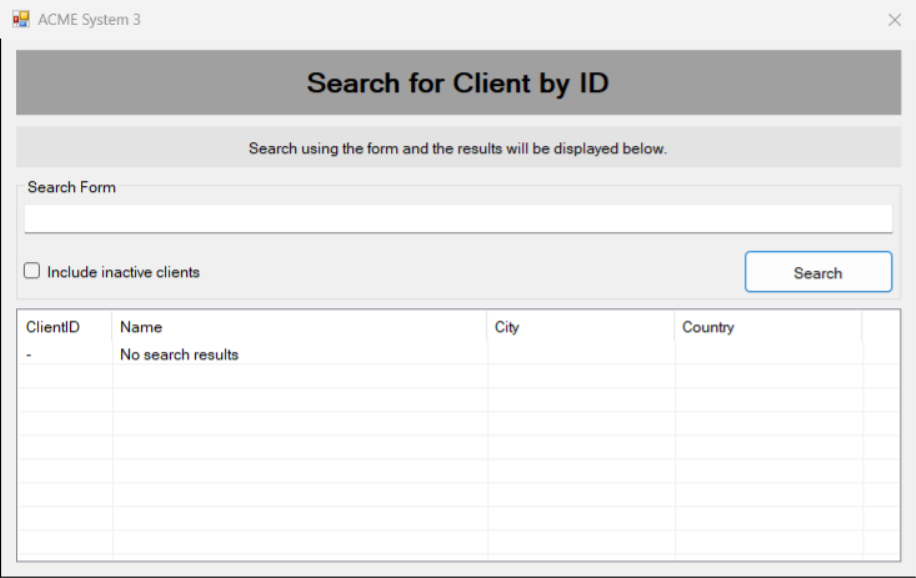 ACME System 3
Search for Client by ID
Search using the form and the results will be displayed below.
Search Form
Include inactive clients
Search
ClientID Name City Country
- No search results